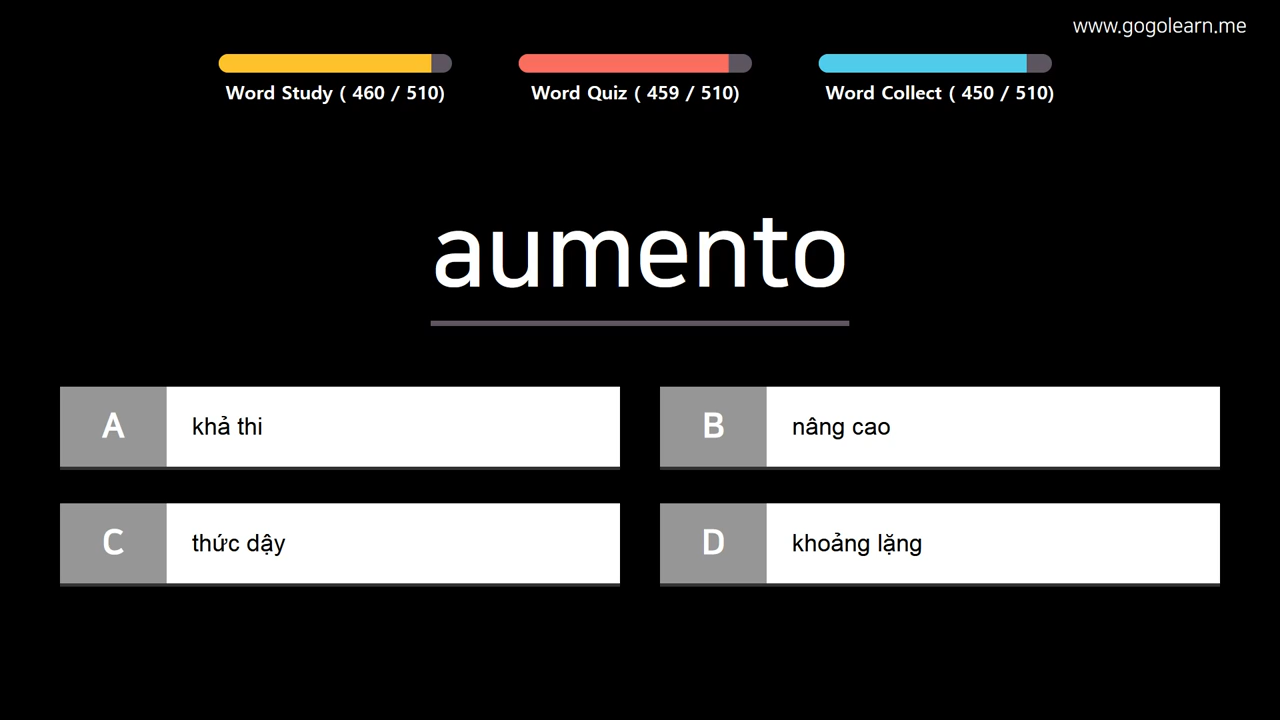 www.gogolearn.me
Word Study ( 460 / 510)
Word Quiz ( 459 / 510)
Word Collect ( 450 / 510)
aumento
A khả thi
B nâng cao
C thức dậy
D khoảng lặng